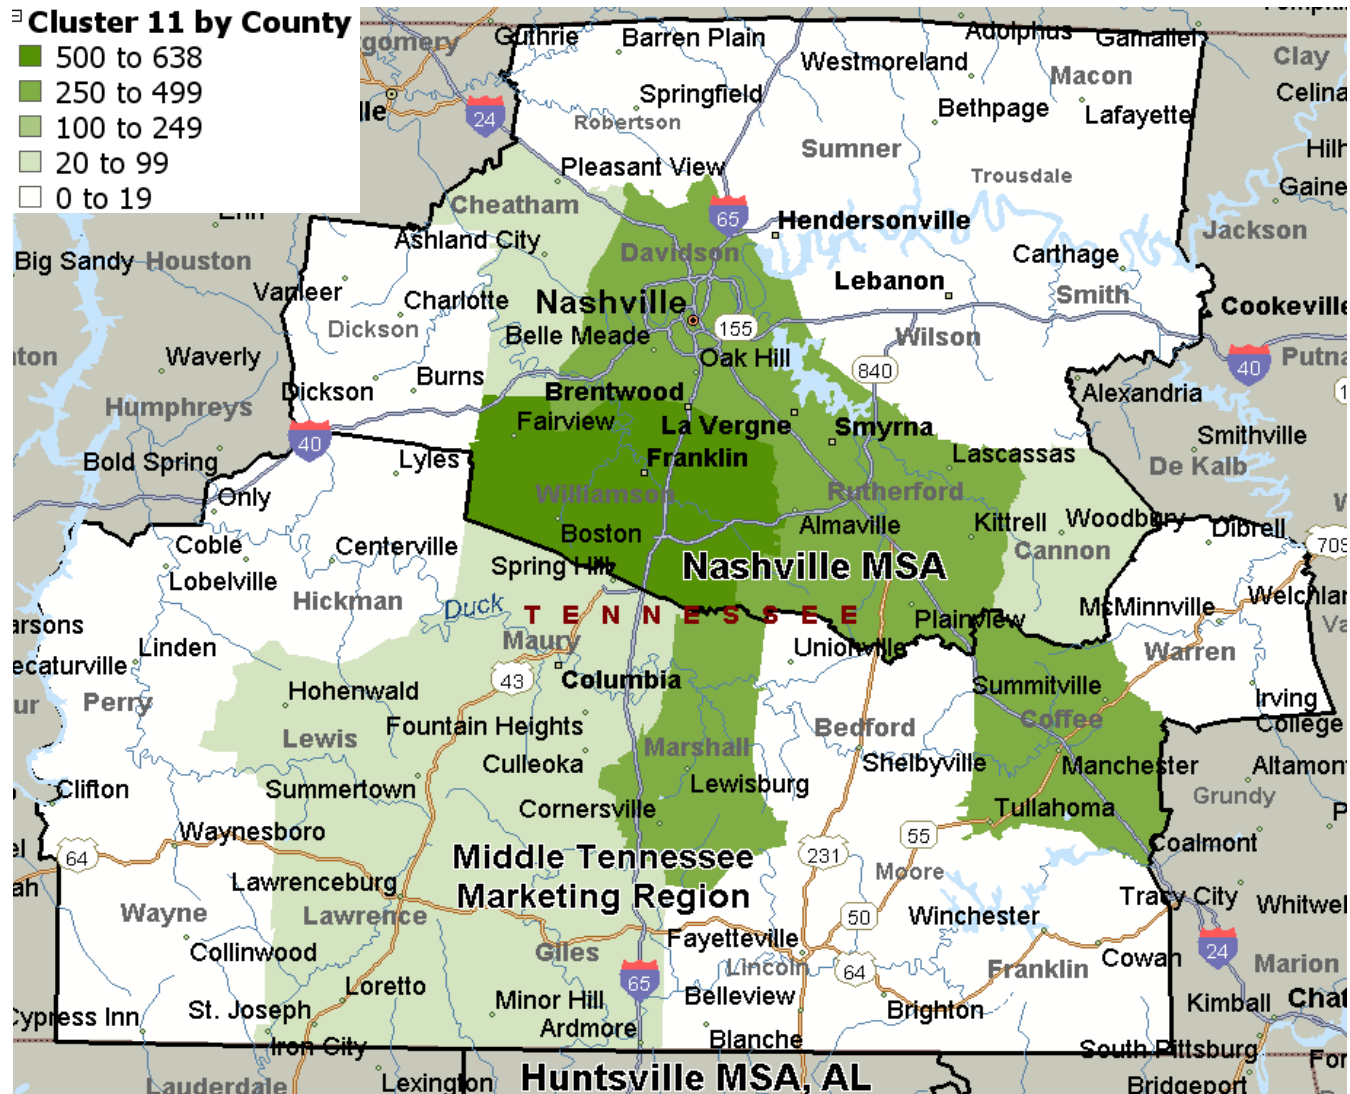 Cluster 11 by County
500 to 638
250 to 499
100 to 249
20 to 99
0 to 19
gomery
Guthrie
Barren Plain
Adolphus
Gamaliel
Westmoreland
Macon
Clay
Celina
Springfield
Bethpage
Lafayette
24
Robertson
Sumner
Pleasant View
Trousdale
Gaine
Cheatham
65
Hendersonville
Jackson
Ashland City
Davidson
Carthage
Big Sandy
Houston
Vanleer
Charlotte
Nashville
Lebanon
Smith
Cookeville
Dickson
Belle Meade
155
Wilson
Waverly
Oak Hill
840
40
Putna
Burns
Dickson
Brentwood
Alexandria
Humphreys
Fairview
La Vergne
Smyrna
Smithville
40
Bold Spring
Lyles
Franklin
Lascassas
De Kalb
Only
Williamson
Rutherford
Boston
Almaville
Kittrell
Woodbury
Dibrell
Coble
Centerville
Cannon
Spring Hill
Nashville MSA
Lobelville
Hickman
Duck
TENNESSEE
McMinnville
Welchlan
arsons
Plainview
Maury
Linden
Unionville
Warren
ecaturville
43
Columbia
Perry
Hohenwald
Summitville
Irving
College
Fountain Heights
Bedford
Coffee
Lewis
Marshall
Culleoka
Shelbyville
Manchester
Altamon
Clifton
Summertown
Lewisburg
Grundy
Cornersville
Tullahoma
Waynesboro
55
Coalmont
64
231
Middle Tennessee
Marketing Region
Moore
Lawrenceburg
Tracy City
Wayne
Lawrence
50
Winchester
Whitwel
Collinwood
Giles
Fayetteville
24
Lincoln
64
Franklin
Cowan
Marion
Loretto
65
Minor Hill
Belleview
Kimball
Cypress Inn
St. Joseph
Ardmore
Brighton
Blanche
Iron City
South Pittsburg
Lauderdale
Lexington
Huntsville MSA, AL
Bridgeport